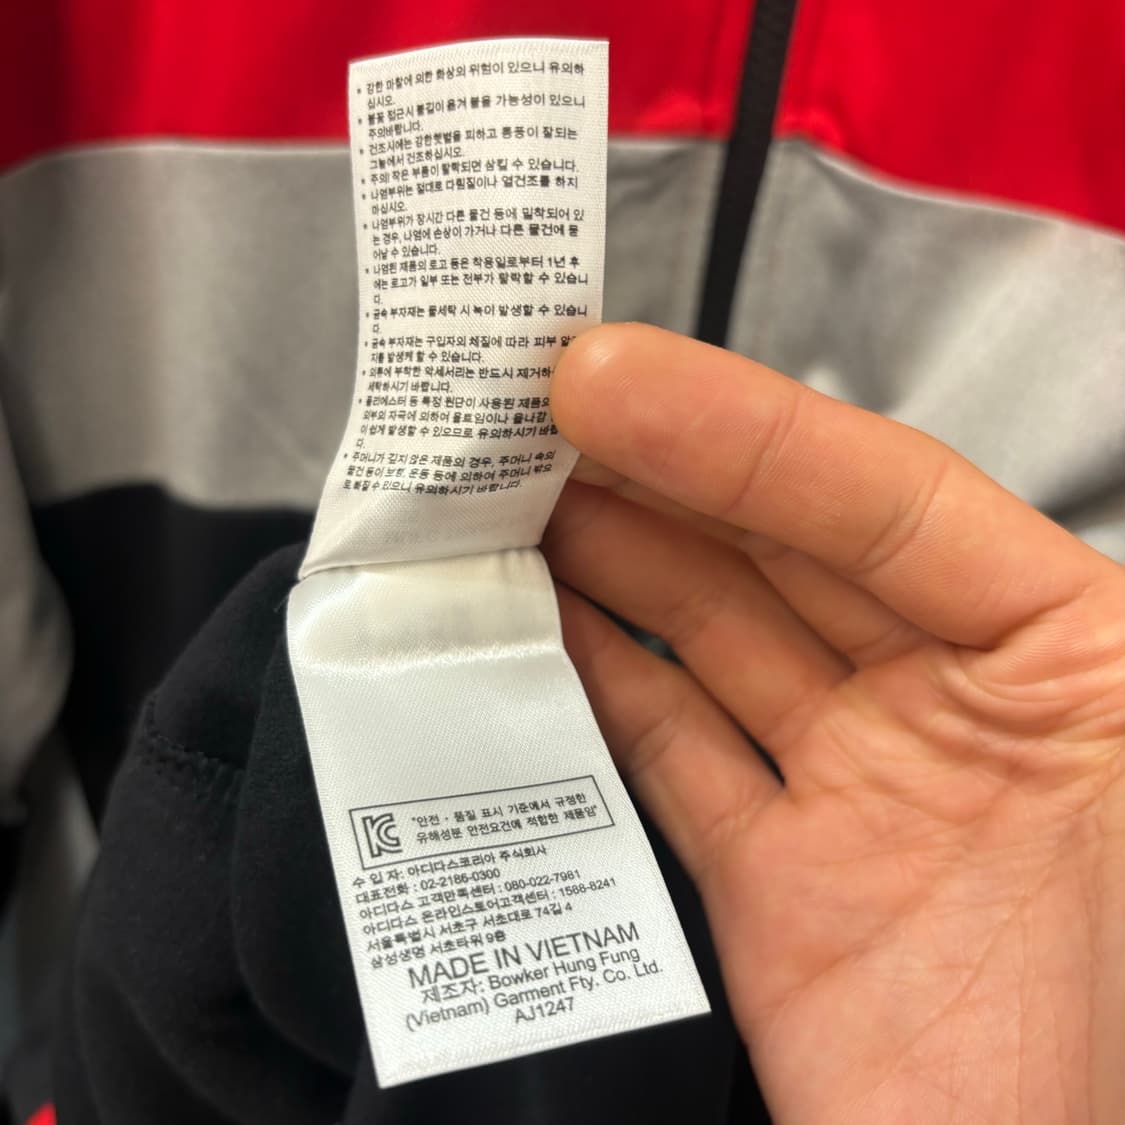 * 강한 마찰에 의한 화상의 위험이 있으니 유의하
십시오.
* 불꽃 접근시 불길이 옮겨 붙을 가능성이 있으니
주의바랍니다.
* 건조시에는 강한햇볕을 피하고 통풍이 잘되는
그늘에서 건조하십시오.
* 주의! 작은 부품이 탈락되면 삼킬 수 있습니다.
* 나염부위는 절대로 다림질이나 열건조를 하지
마십시오.
* 나염부위가 장시간 다른 물건 등에 밀착되어 있
는 경우, 나염에 손상이 가거나 다른 물건에 묻
어날 수 있습니다.
* 나염된 제품의 로고 등은 착용일로부터 1년 후
에는 로고가 일부 또는 전부가 탈락할 수 있습니
다.
* 금속 부자재는 물세탁 시 녹이 발생할 수 있습니
다.
* 금속 부자재는 구입자의 체질에 따라 피부
발생케 할 수 있습니다.
* 의류에 부착한 악세서리는 반드시 제거하
세탁하시기 바랍니다.
* 폴리에스터 등 특정 원단이 사용된 제품의
외부의 자극에 의하여 올트임이나 올나감
발생할 수 있으므로 유의하시기 바랍
다.
* 주머니가 깊지 않은 제품의 경우, 주머니 속의
물건 등이 보행, 운동 등에 의하여 주머니 밖으
로 빠질 수 있으니 유의하시기 바랍니다.
KC "안전·품질 표시 기준에서 규정한
유해성분 안전요건에 적합한 제품임"
수 입 자: 아디다스코리아 주식회사
대표전화 : 02-2186-0300
아디다스 고객만족센터 : 080-022-7981
아디다스 온라인스토어고객센터 : 1588-8241
서울특별시 서초구 서초대로 74길 4
삼성생명 서초타워 9층
MADE IN VIETNAM
제조자: Bowker Hung Fung
(Vietnam) Garment Fty. Co. Ltd.
AJ1247